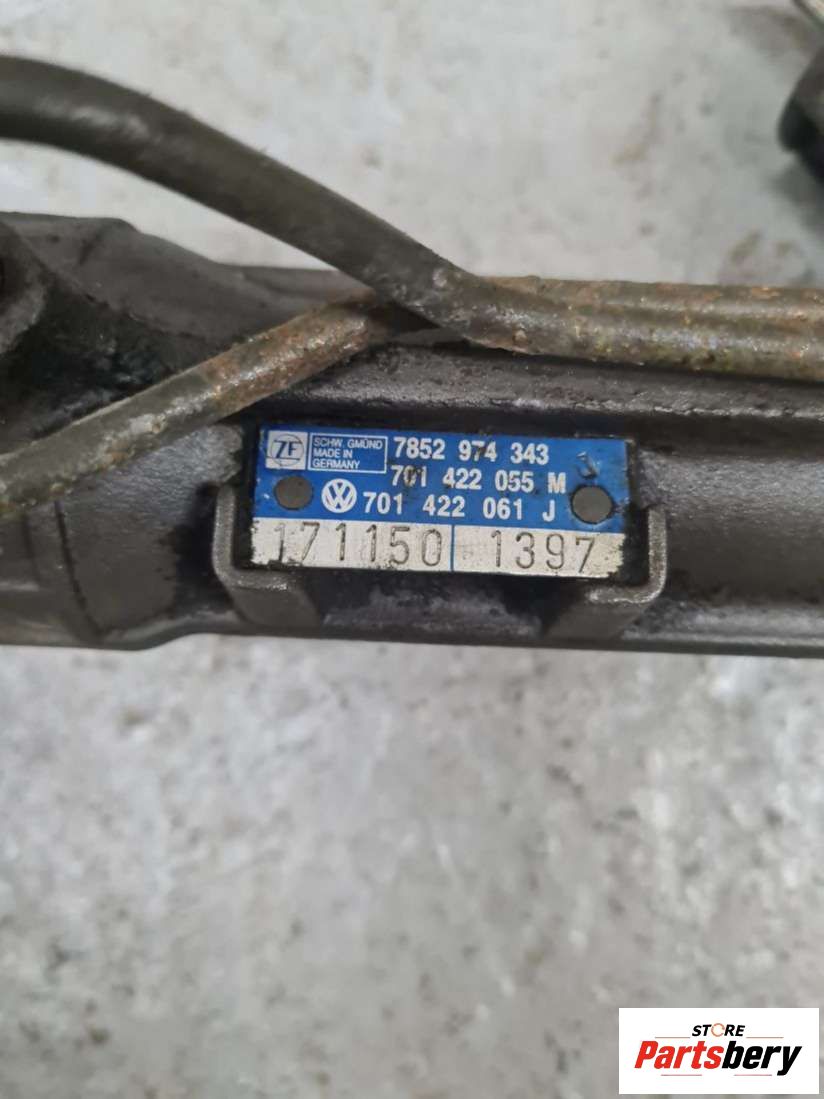 ZF
SCHW. GMÜND
MADE IN
GERMANY
7852 974 343
701 422 055 M
701 422 061 J
171150 1397
STORE
Partsbery